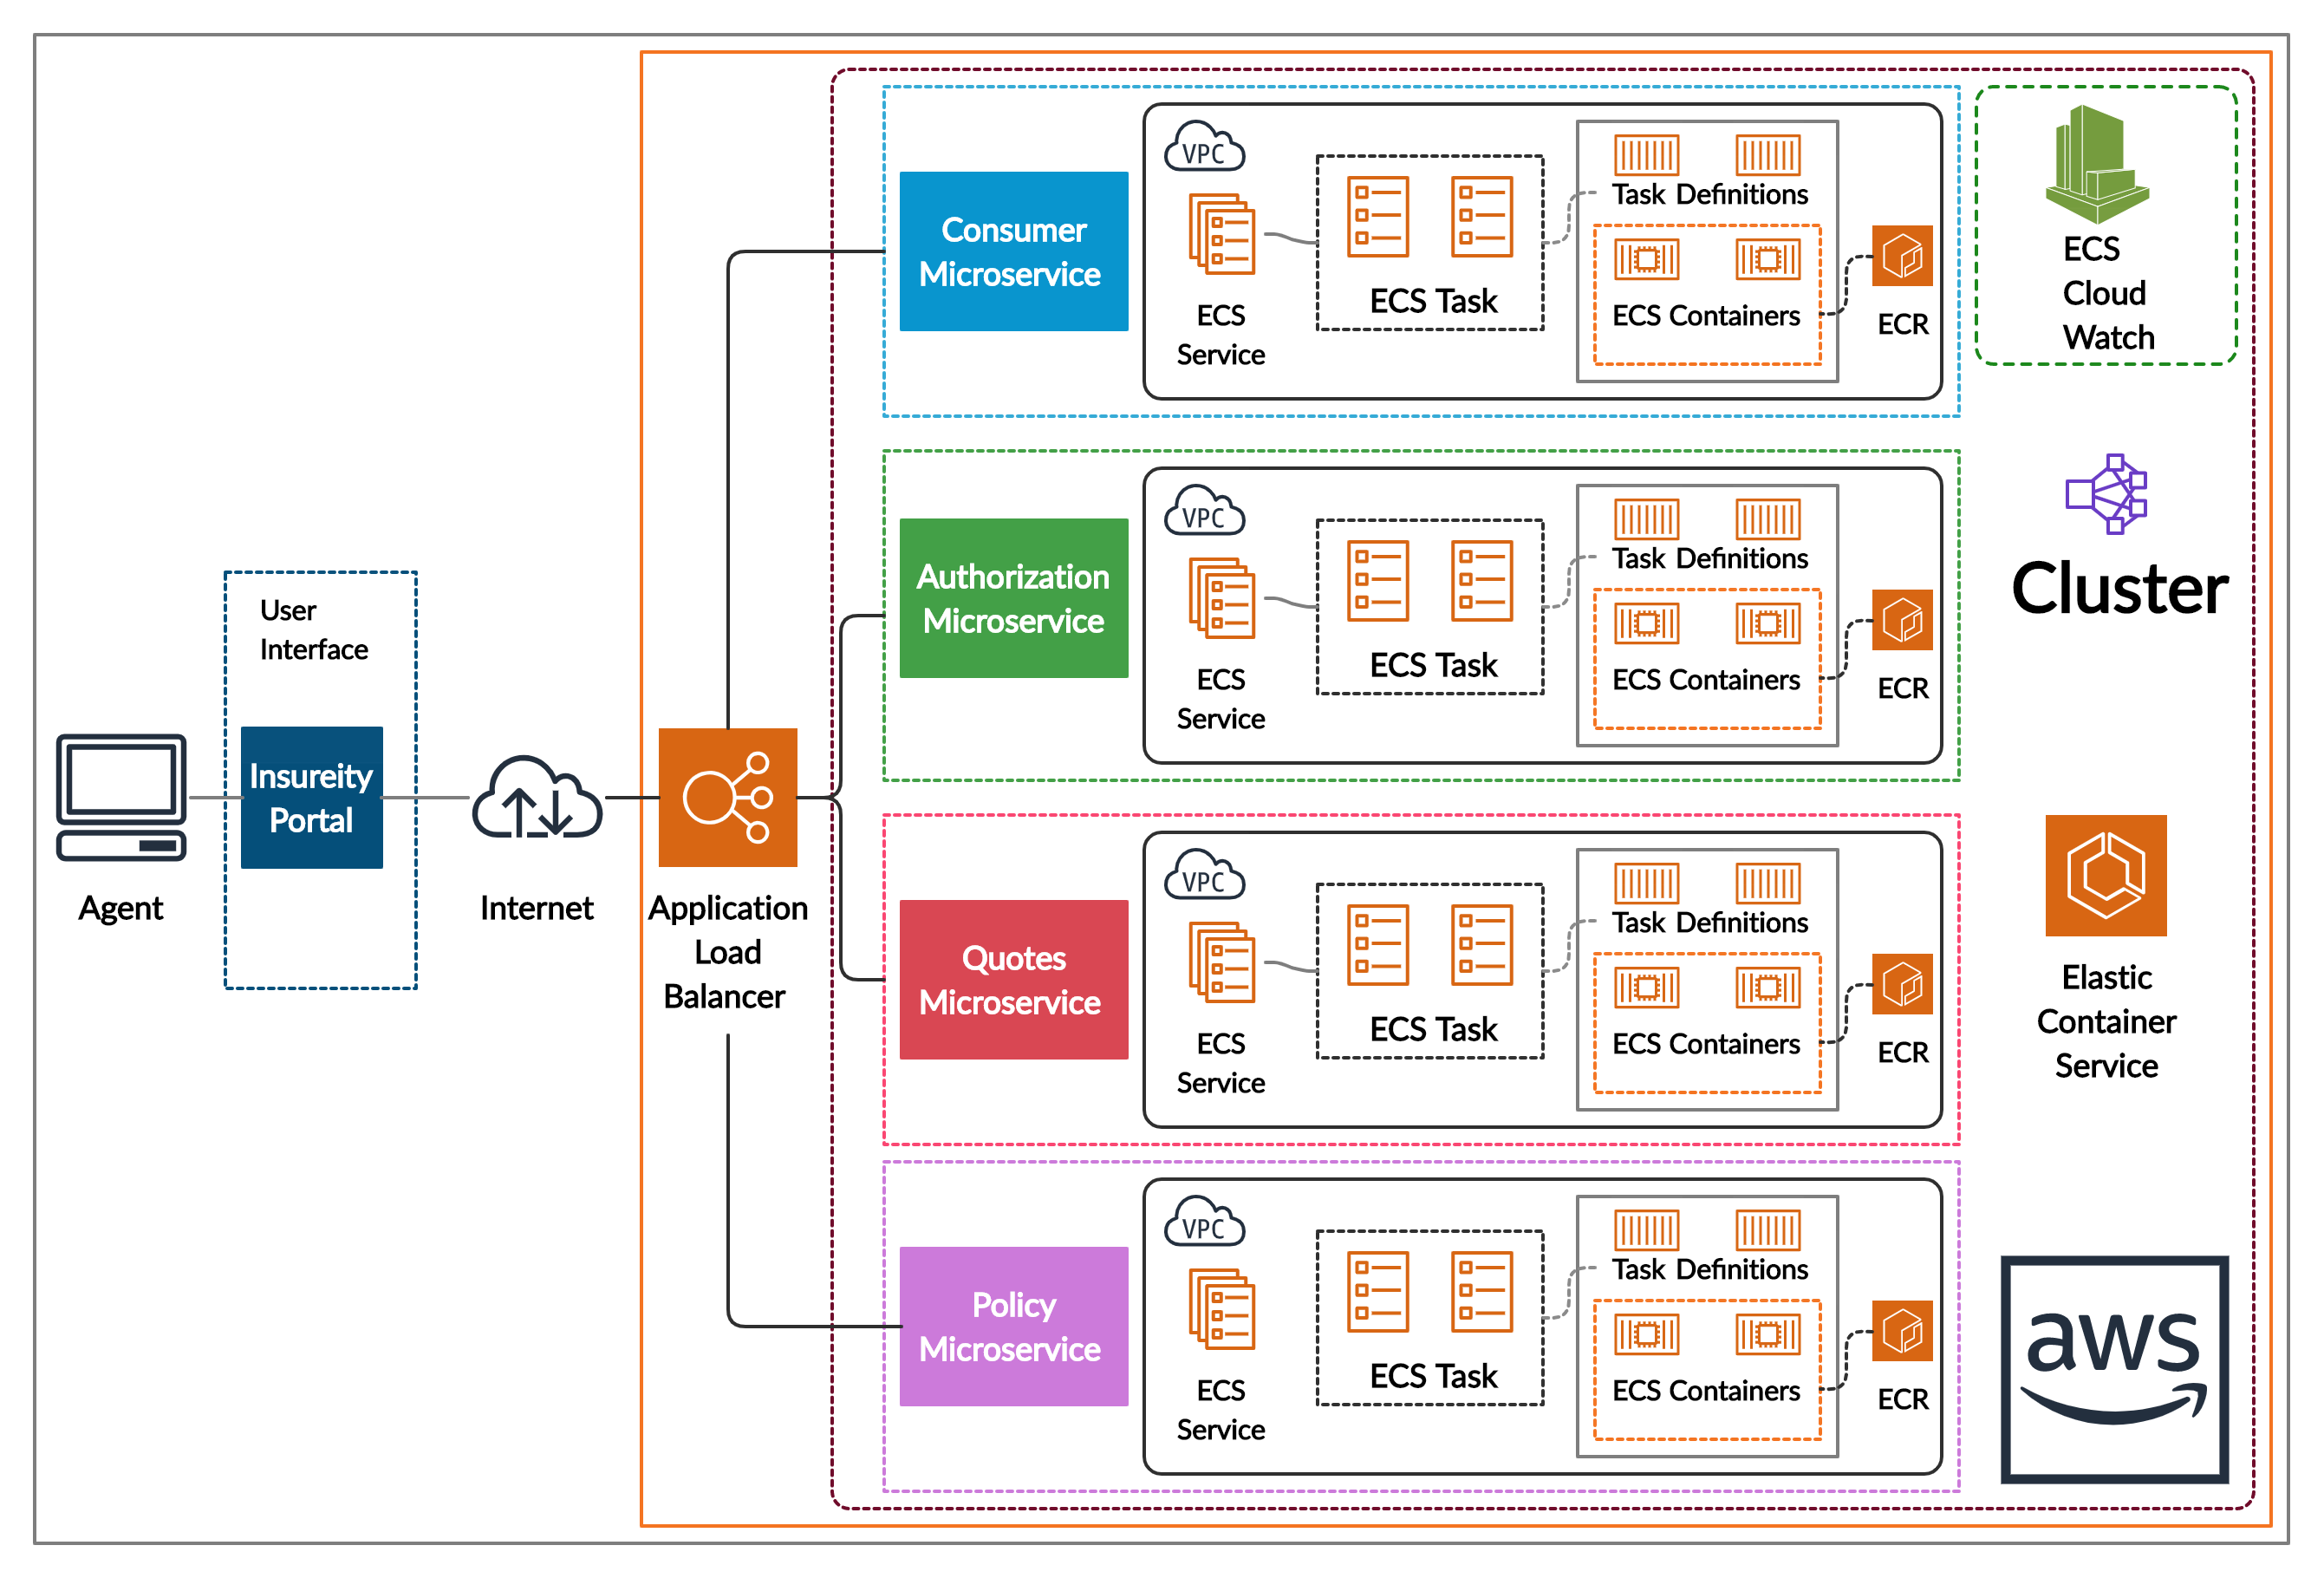 Agent
User
Interface
Insureity
Portal
Internet
Application
Load
Balancer
Consumer
Microservice
VPC
ECS
Service
ECS Task
Task Definitions
ECS Containers
ECR
Authorization
Microservice
VPC
ECS
Service
ECS Task
Task Definitions
ECS Containers
ECR
Quotes
Microservice
VPC
ECS
Service
ECS Task
Task Definitions
ECS Containers
ECR
Policy
Microservice
VPC
ECS
Service
ECS Task
Task Definitions
ECS Containers
ECR
ECS
Cloud
Watch
Cluster
Elastic
Container
Service
aws